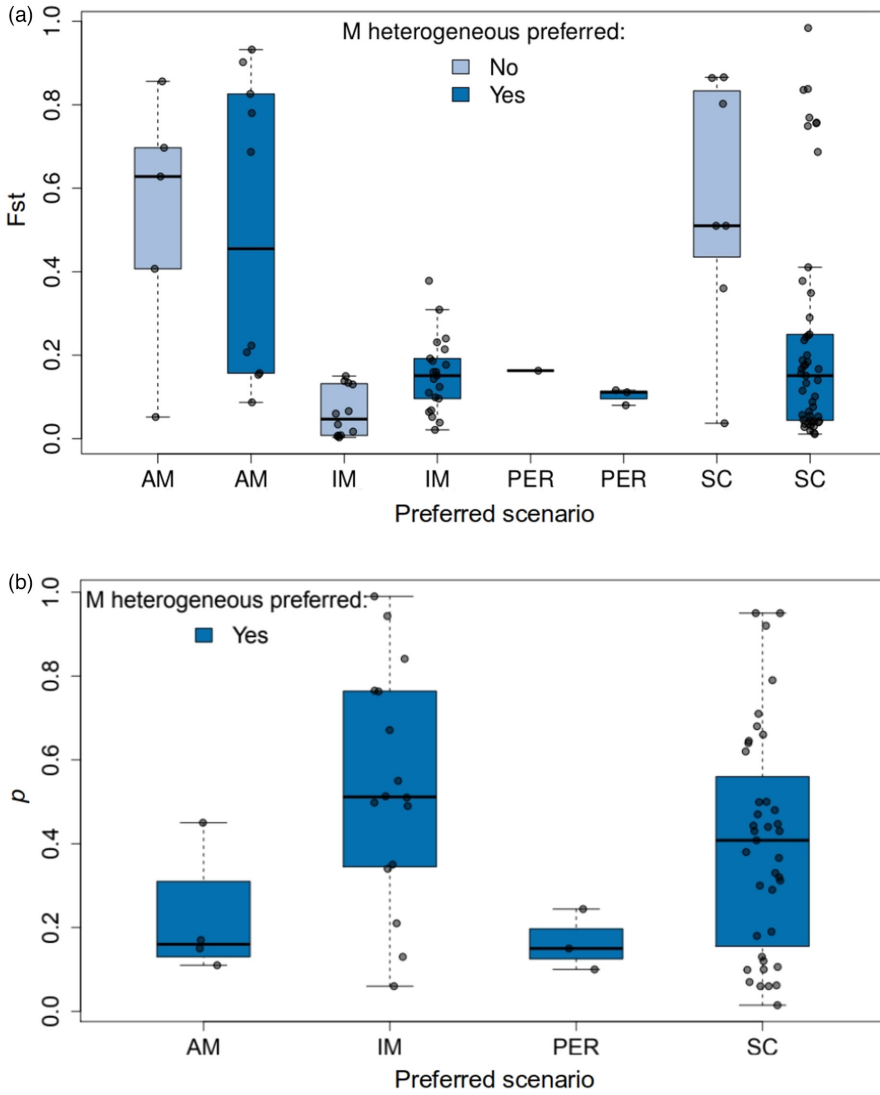 (a)
M heterogeneous preferred:
No
Yes
Fst
1.0
0.8
0.6
0.4
0.2
0.0
AM AM IM IM PER PER SC SC
Preferred scenario
(b)
M heterogeneous preferred:
Yes
p
1.0
0.8
0.6
0.4
0.2
0.0
AM IM PER SC
Preferred scenario